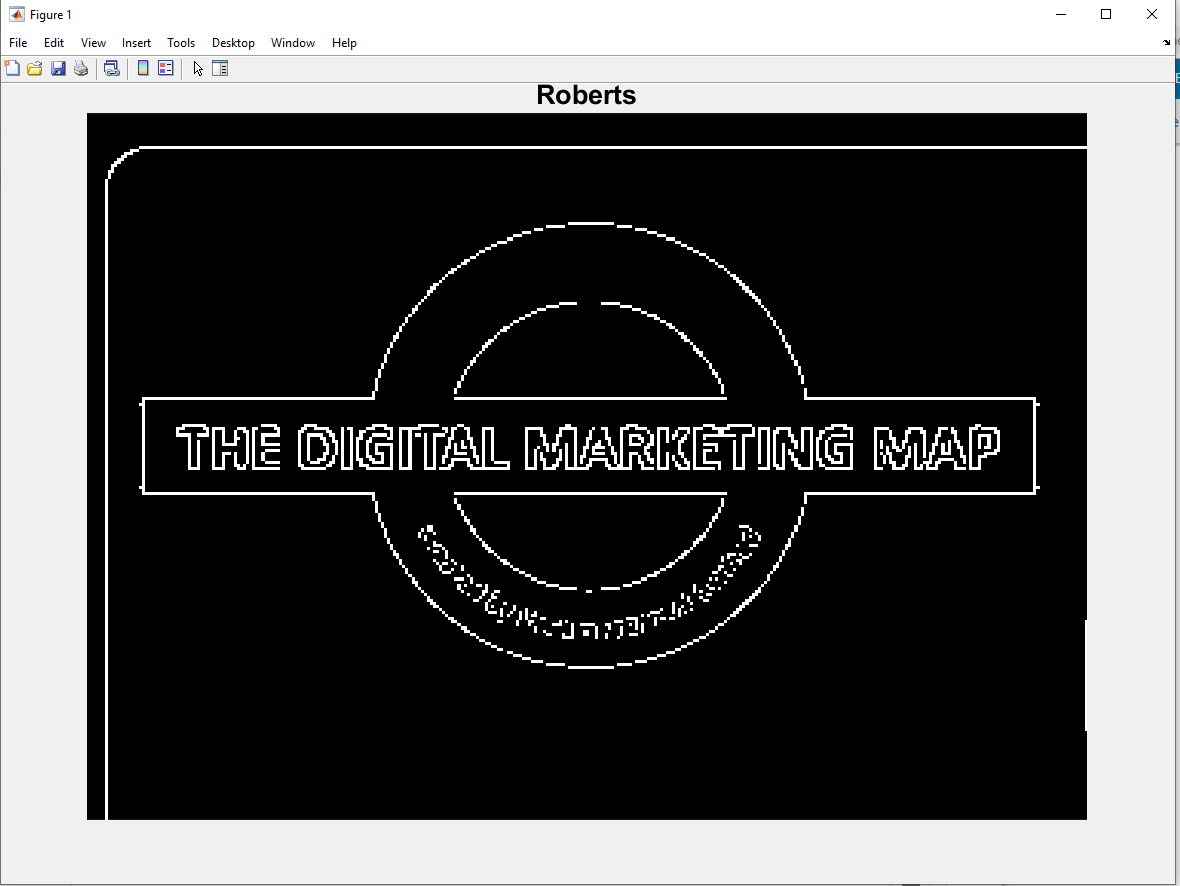 Figure 1
File Edit View Insert Tools Desktop Window Help
Roberts
THE DIGITAL MARKETING MAP